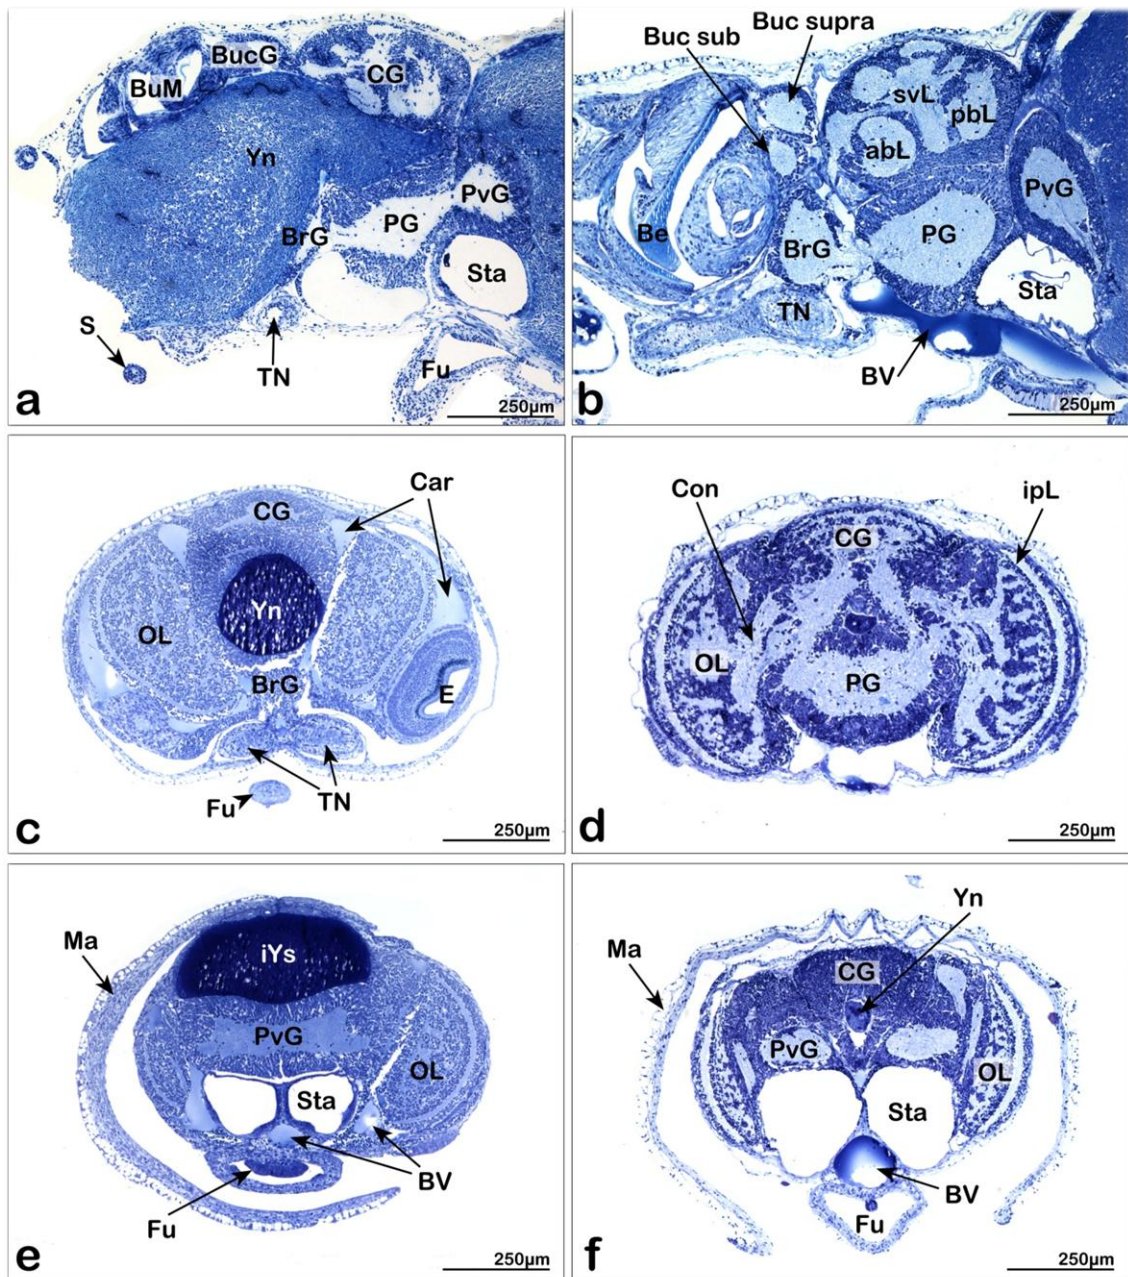 BucG
BuM
CG
Yn
PvG
PG
BrG
Sta
S
TN
Fu
250µm
a
Buc supra
Buc sub
svL
pbL
abL
PvG
Be
BrG
PG
Sta
TN
BV
250µm
b
Car
CG
Yn
OL
BrG
E
Fu
TN
250µm
c
Con
ipL
CG
OL
PG
250µm
d
Ma
iYs
PvG
OL
Sta
BV
Fu
250µm
e
Yn
Ma
CG
PvG
OL
Sta
BV
Fu
250µm
f